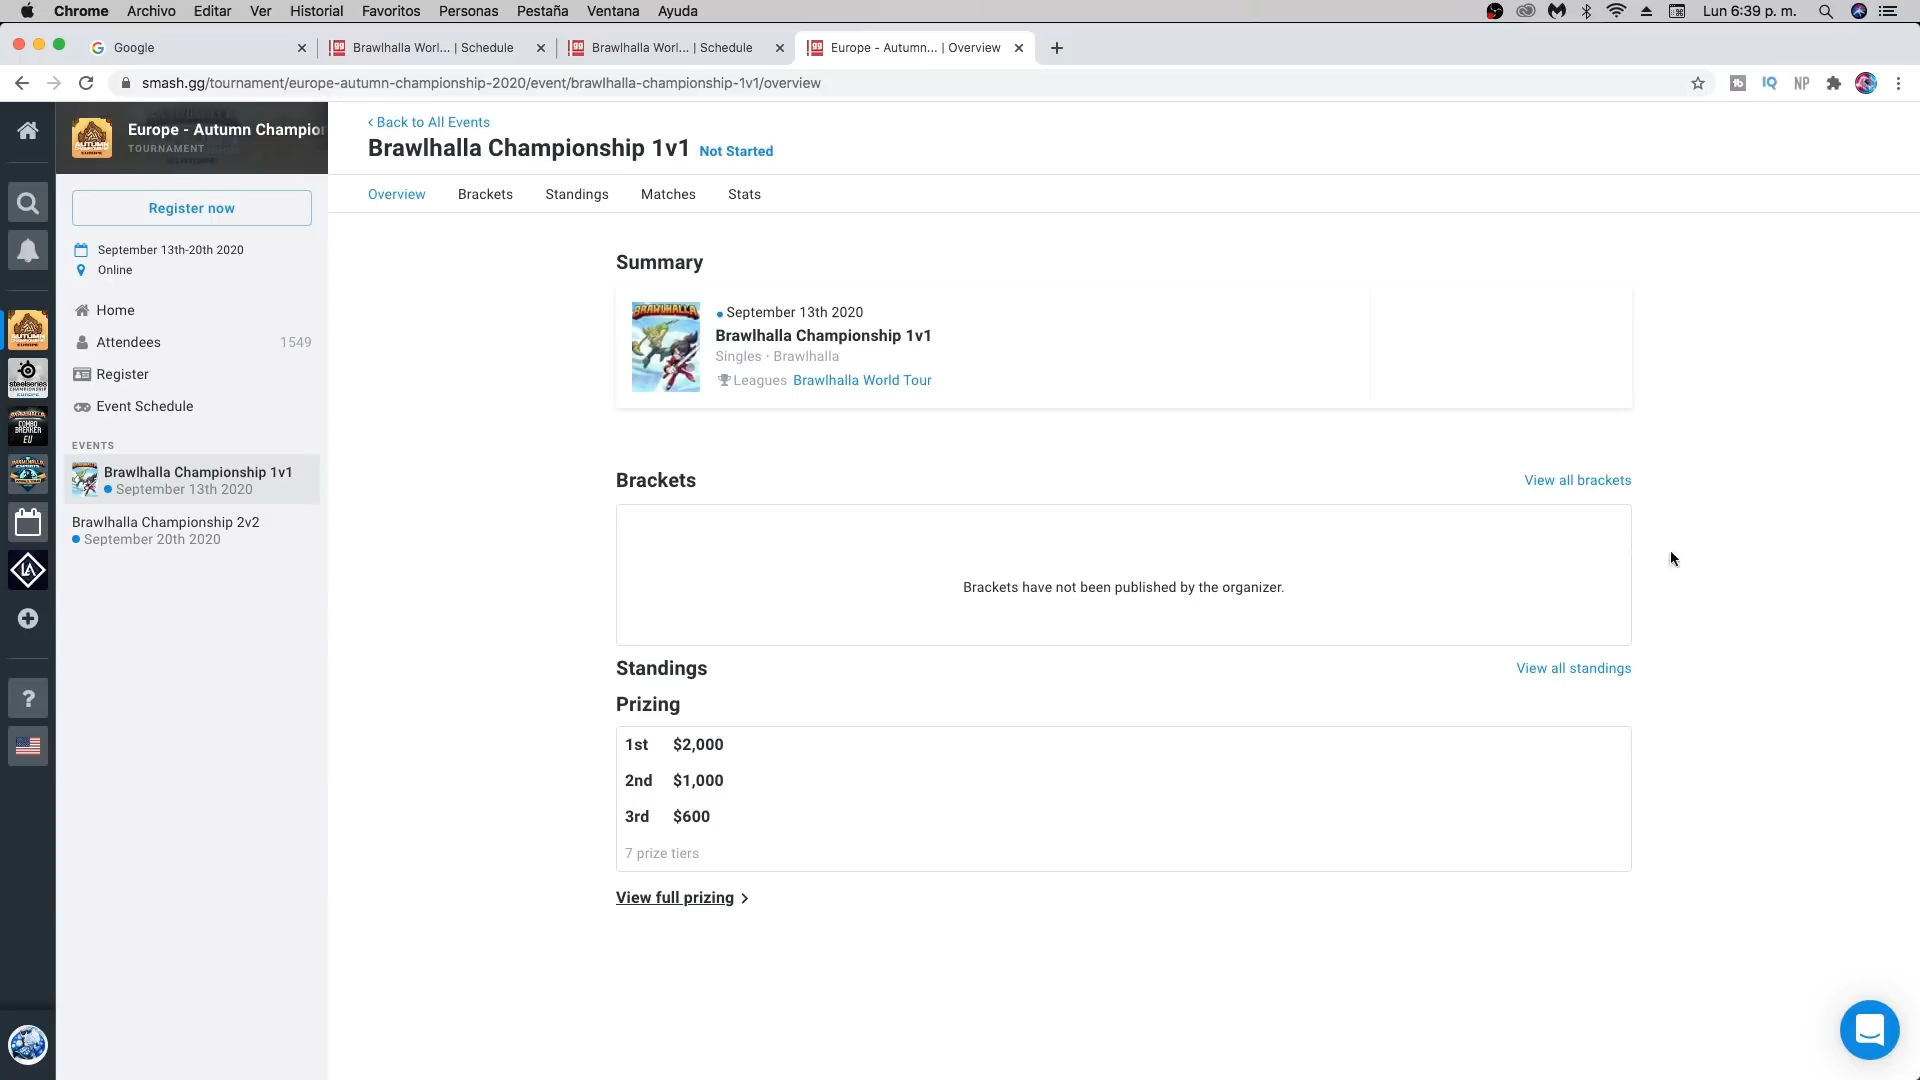 Chrome Archivo Editar Ver Historial Favoritos Personas Pestaña Ventana Ayuda Lun 6:39 p. m.
Google Brawlhalla Worl... | Schedule Brawlhalla Worl... | Schedule Europe - Autumn... | Overview
smash.gg/tournament/europe-autumn-championship-2020/event/brawlhalla-championship-1v1/overview
IQ NP
Europe - Autumn Champion
TOURNAMENT
Register now
September 13th-20th 2020
Online
Home
Attendees 1549
Register
Event Schedule
EVENTS
Brawlhalla Championship 1v1
September 13th 2020
Brawlhalla Championship 2v2
September 20th 2020
< Back to All Events
Brawlhalla Championship 1v1 Not Started
Overview Brackets Standings Matches Stats
Summary
BRAWLHALLA
September 13th 2020
Brawlhalla Championship 1v1
Singles · Brawlhalla
Leagues Brawlhalla World Tour
Brackets View all brackets
Brackets have not been published by the organizer.
Standings View all standings
Prizing
1st $2,000
2nd $1,000
3rd $600
7 prize tiers
View full prizing >